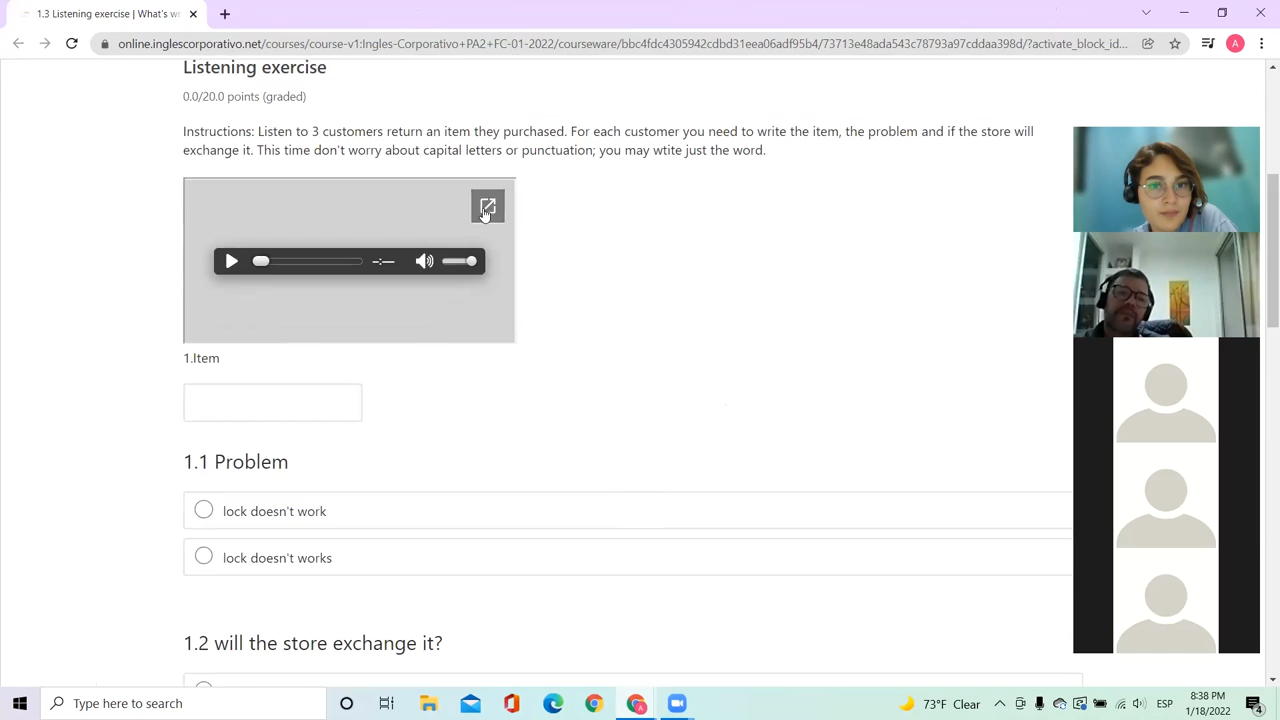 1.3 Listening exercise | What's wr
online.inglescorporativo.net/courses/course-v1:Ingles-Corporativo+PA2+FC-01-2022/courseware/bbc4fdc4305942cdbd31eea06adf95b4/73713e48ada543c78793a97cddaa398d/?activate_block_id...
A
Listening exercise
0.0/20.0 points (graded)
Instructions: Listen to 3 customers return an item they purchased. For each customer you need to write the item, the problem and if the store will
exchange it. This time don't worry about capital letters or punctuation; you may wtite just the word.
-:--
1.Item
1.1 Problem
lock doesn't work
lock doesn't works
1.2 will the store exchange it?
Type here to search
73°F Clear
ESP
8:38 PM
1/18/2022
4